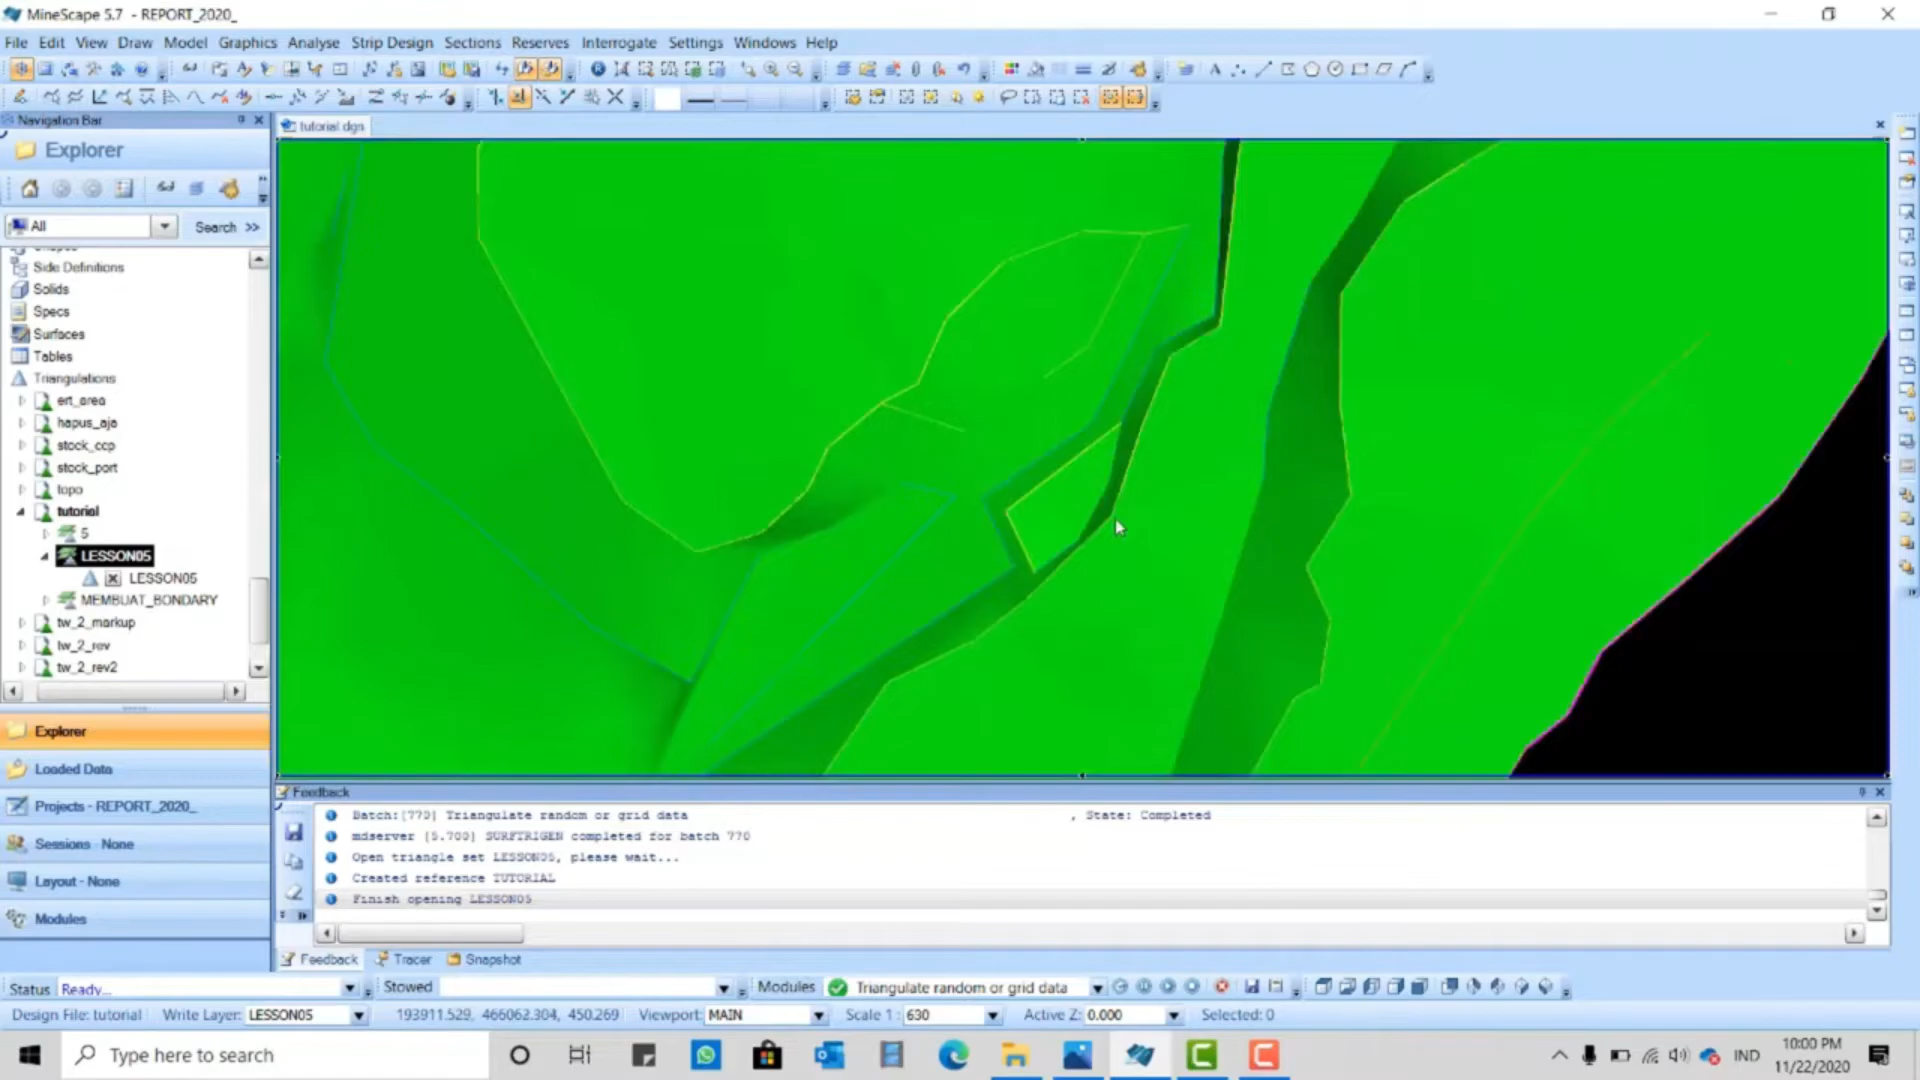 MineScape 5.7 - REPORT_2020_
File Edit View Draw Model Graphics Analyse Strip Design Sections Reserves Interrogate Settings Windows Help
Navigation Bar
tutorial.dgn
Explorer
All
Search >>
Side Definitions
Solids
Specs
Surfaces
Tables
Triangulations
ert_area
hapus_aja
stock_ccp
stock_port
topo
tutorial
5
LESSON05
LESSON05
MEMBUAT_BONDARY
tw_2_markup
tw_2_rev
tw_2_rev2
Explorer
Loaded Data
Projects - REPORT_2020_
Sessions - None
Layout - None
Modules
Feedback
Batch:[770] Triangulate random or grid data , State: Completed
mdserver [5.700] SURFTRIGEN completed for batch 770
Open triangle set LESSON05, please wait...
Created reference TUTORIAL
Finish opening LESSON05
Feedback Tracer Snapshot
Status Ready... Stowed Modules Triangulate random or grid data
Design File: tutorial Write Layer: LESSON05 193911.529, 466062.304, 450.269 Viewport: MAIN Scale 1: 630 Active Z: 0.000 Selected: 0
Type here to search
IND
10:00 PM
11/22/2020